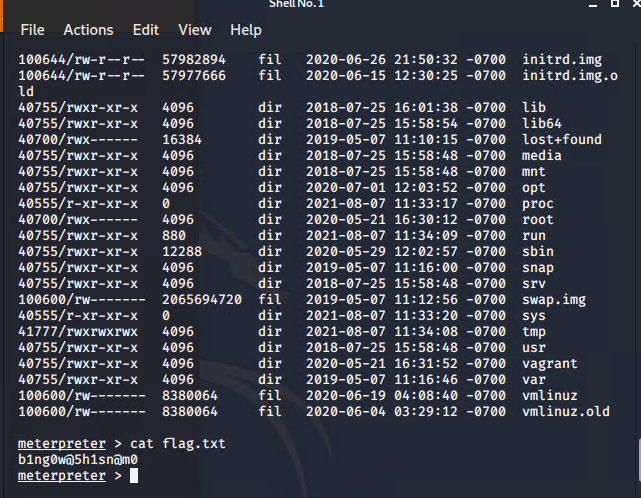 Shell No. 1
File Actions Edit View Help
100644/rw-r--r-- 57982894 fil 2020-06-26 21:50:32 -0700 initrd.img
100644/rw-r--r-- 57977666 fil 2020-06-15 12:30:25 -0700 initrd.img.o
ld
40755/rwxr-xr-x 4096 dir 2018-07-25 16:01:38 -0700 lib
40755/rwxr-xr-x 4096 dir 2018-07-25 15:58:54 -0700 lib64
40700/rwx------ 16384 dir 2019-05-07 11:10:15 -0700 lost+found
40755/rwxr-xr-x 4096 dir 2018-07-25 15:58:48 -0700 media
40755/rwxr-xr-x 4096 dir 2018-07-25 15:58:48 -0700 mnt
40755/rwxr-xr-x 4096 dir 2020-07-01 12:03:52 -0700 opt
40555/r-xr-xr-x 0 dir 2021-08-07 11:33:17 -0700 proc
40700/rwx------ 4096 dir 2020-05-21 16:30:12 -0700 root
40755/rwxr-xr-x 880 dir 2021-08-07 11:34:09 -0700 run
40755/rwxr-xr-x 12288 dir 2020-05-29 12:02:57 -0700 sbin
40755/rwxr-xr-x 4096 dir 2019-05-07 11:16:00 -0700 snap
40755/rwxr-xr-x 4096 dir 2018-07-25 15:58:48 -0700 srv
100600/rw------- 2065694720 fil 2019-05-07 11:12:56 -0700 swap.img
40555/r-xr-xr-x 0 dir 2021-08-07 11:33:20 -0700 sys
41777/rwxrwxrwx 4096 dir 2021-08-07 11:34:08 -0700 tmp
40755/rwxr-xr-x 4096 dir 2018-07-25 15:58:48 -0700 usr
40755/rwxr-xr-x 4096 dir 2020-05-21 16:31:52 -0700 vagrant
40755/rwxr-xr-x 4096 dir 2019-05-07 11:16:46 -0700 var
100600/rw------- 8380064 fil 2020-06-19 04:08:40 -0700 vmlinuz
100600/rw------- 8380064 fil 2020-06-04 03:29:12 -0700 vmlinuz.old
meterpreter > cat flag.txt
b1ng0w@5h1sn@m0
meterpreter >